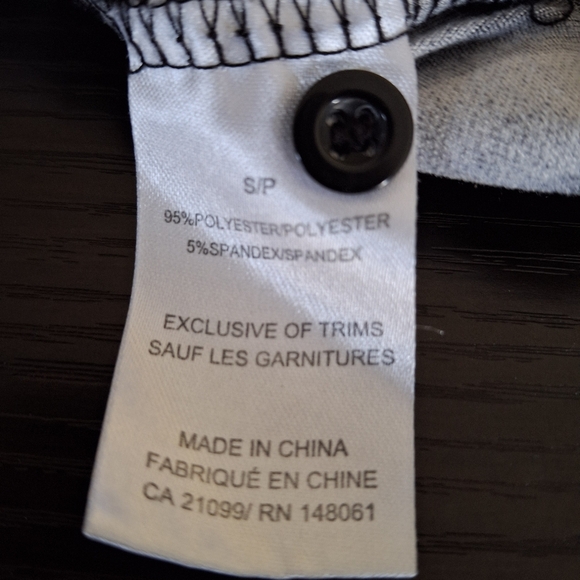 S/P
95%POLYESTER/POLYESTER
5%SPANDEX/SPANDEX
EXCLUSIVE OF TRIMS
SAUF LES GARNITURES
MADE IN CHINA
FABRIQUÉ EN CHINE
CA 21099/ RN 148061